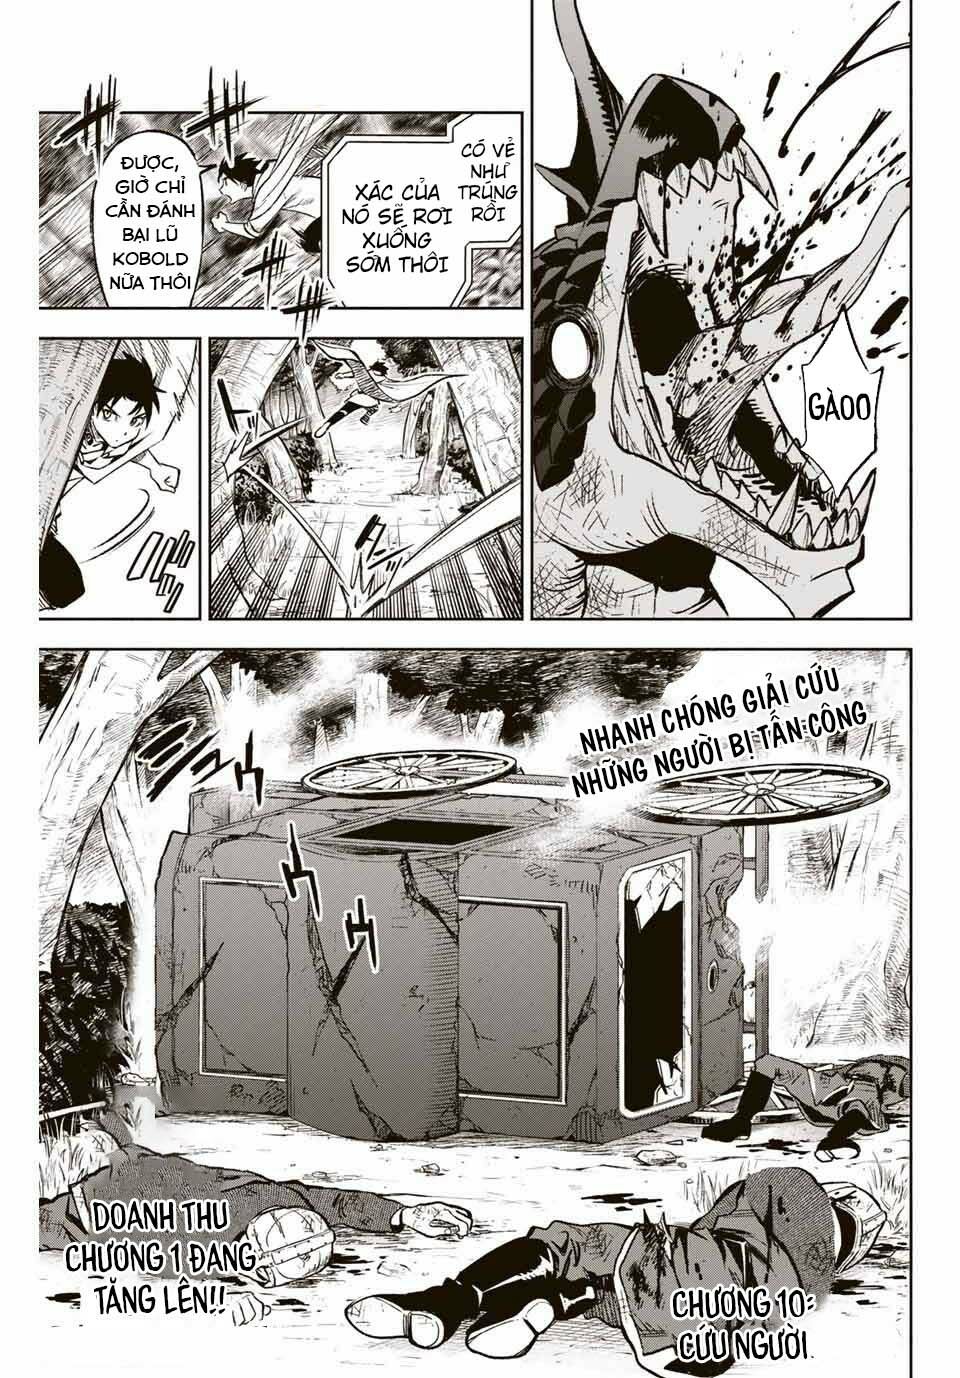 GÀOO
CÓ VẺ
NHƯ
TRÚNG
RỒI
XÁC CỦA
NÓ SẼ RƠI
XUỐNG
SỚM THÔI
ĐƯỢC,
GIỜ CHỈ
CẦN ĐÁNH
BẠI LŨ
KOBOLD
NỮA THÔI
NHANH CHÓNG GIẢI CỨU
NHỮNG NGƯỜI BỊ TẤN CÔNG
DOANH THU
CHƯƠNG 1 ĐANG
TĂNG LÊN!!
CHƯƠNG 10:
CỨU NGƯỜI